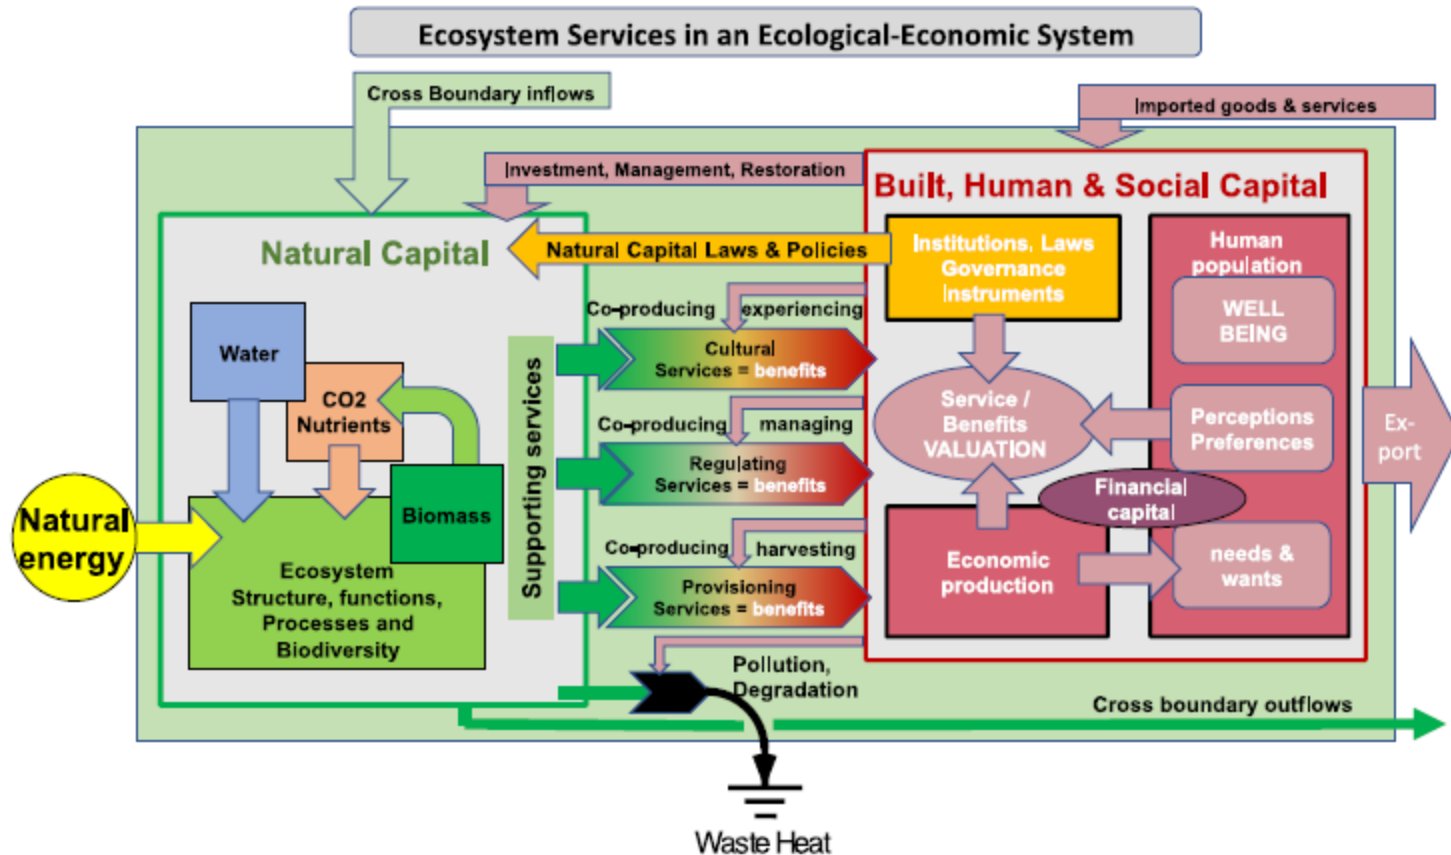 Ecosystem Services in an Ecological-Economic System
Cross Boundary inflows
Imported goods & services
Investment, Management, Restoration
Built, Human & Social Capital
Natural Capital
Natural Capital Laws & Policies
Institutions, Laws
Governance
Instruments
Human
population
WELL
BEING
Co-producing experiencing
Cultural
Services = benefits
Water
CO2
Nutrients
Supporting services
Service /
Benefits
VALUATION
Perceptions
Preferences
Ex-
port
Co-producing managing
Regulating
Services = benefits
Financial
capital
Natural
energy
Biomass
Co-producing harvesting
Provisioning
Services = benefits
Economic
production
needs &
wants
Ecosystem
Structure, functions,
Processes and
Biodiversity
Pollution,
Degradation
Cross boundary outflows
Waste Heat